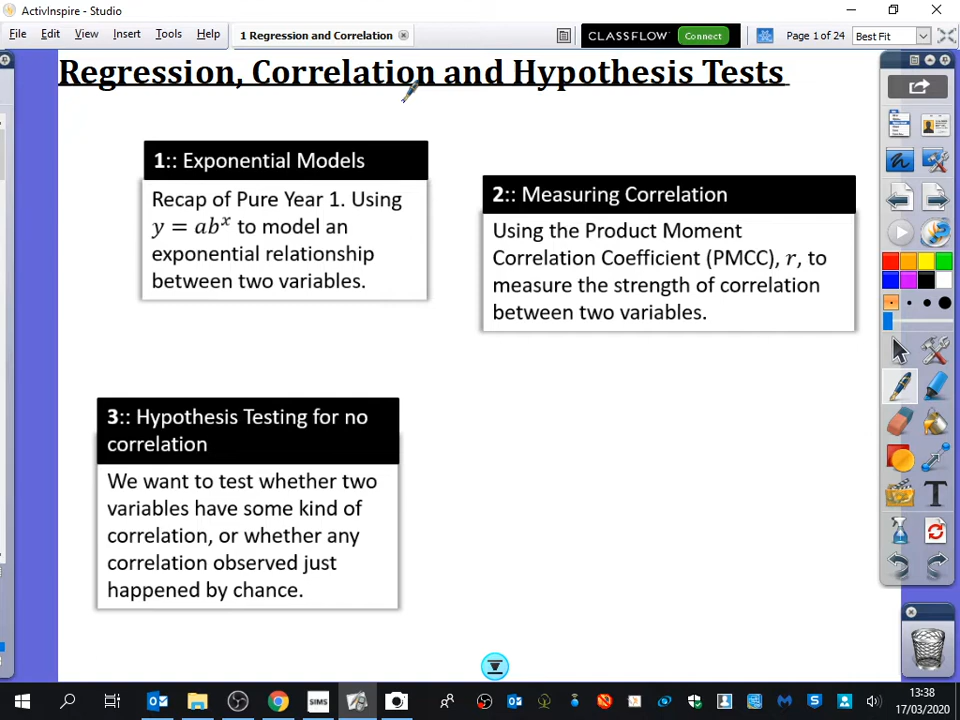 ActivInspire - Studio
File Edit View Insert Tools Help
1 Regression and Correlation
CLASSFLOW Connect
Page 1 of 24
Best Fit
Regression, Correlation and Hypothesis Tests
1:: Exponential Models
Recap of Pure Year 1. Using
y = abˣ to model an
exponential relationship
between two variables.
2:: Measuring Correlation
Using the Product Moment
Correlation Coefficient (PMCC), r, to
measure the strength of correlation
between two variables.
3:: Hypothesis Testing for no
correlation
We want to test whether two
variables have some kind of
correlation, or whether any
correlation observed just
happened by chance.
SIMS
13:38
17/03/2020